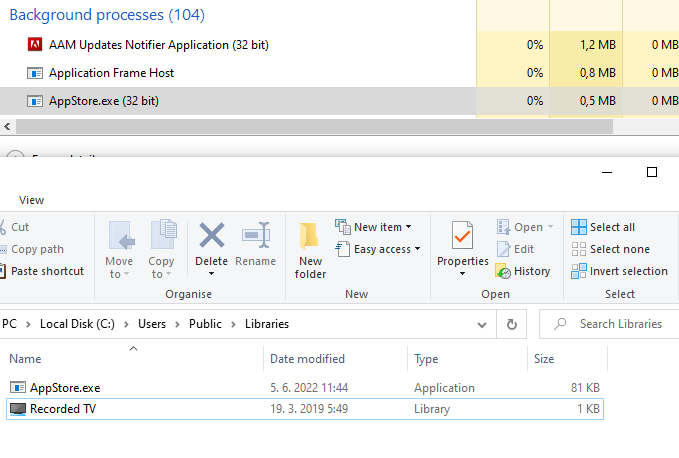 Background processes (104)
AAM Updates Notifier Application (32 bit) 0% 1,2 MB 0 MB
Application Frame Host 0% 0,8 MB 0 MB
AppStore.exe (32 bit) 0% 0,5 MB 0 MB
View
Cut
Copy path
Paste shortcut
Move to
Copy to
Delete
Rename
Organise
New folder
New item
Easy access
New
Properties
Open
Edit
History
Open
Select all
Select none
Invert selection
Select
PC Local Disk (C:) Users Public Libraries
Search Libraries
Name Date modified Type Size
AppStore.exe 5. 6. 2022 11:44 Application 81 KB
Recorded TV 19. 3. 2019 5:49 Library 1 KB